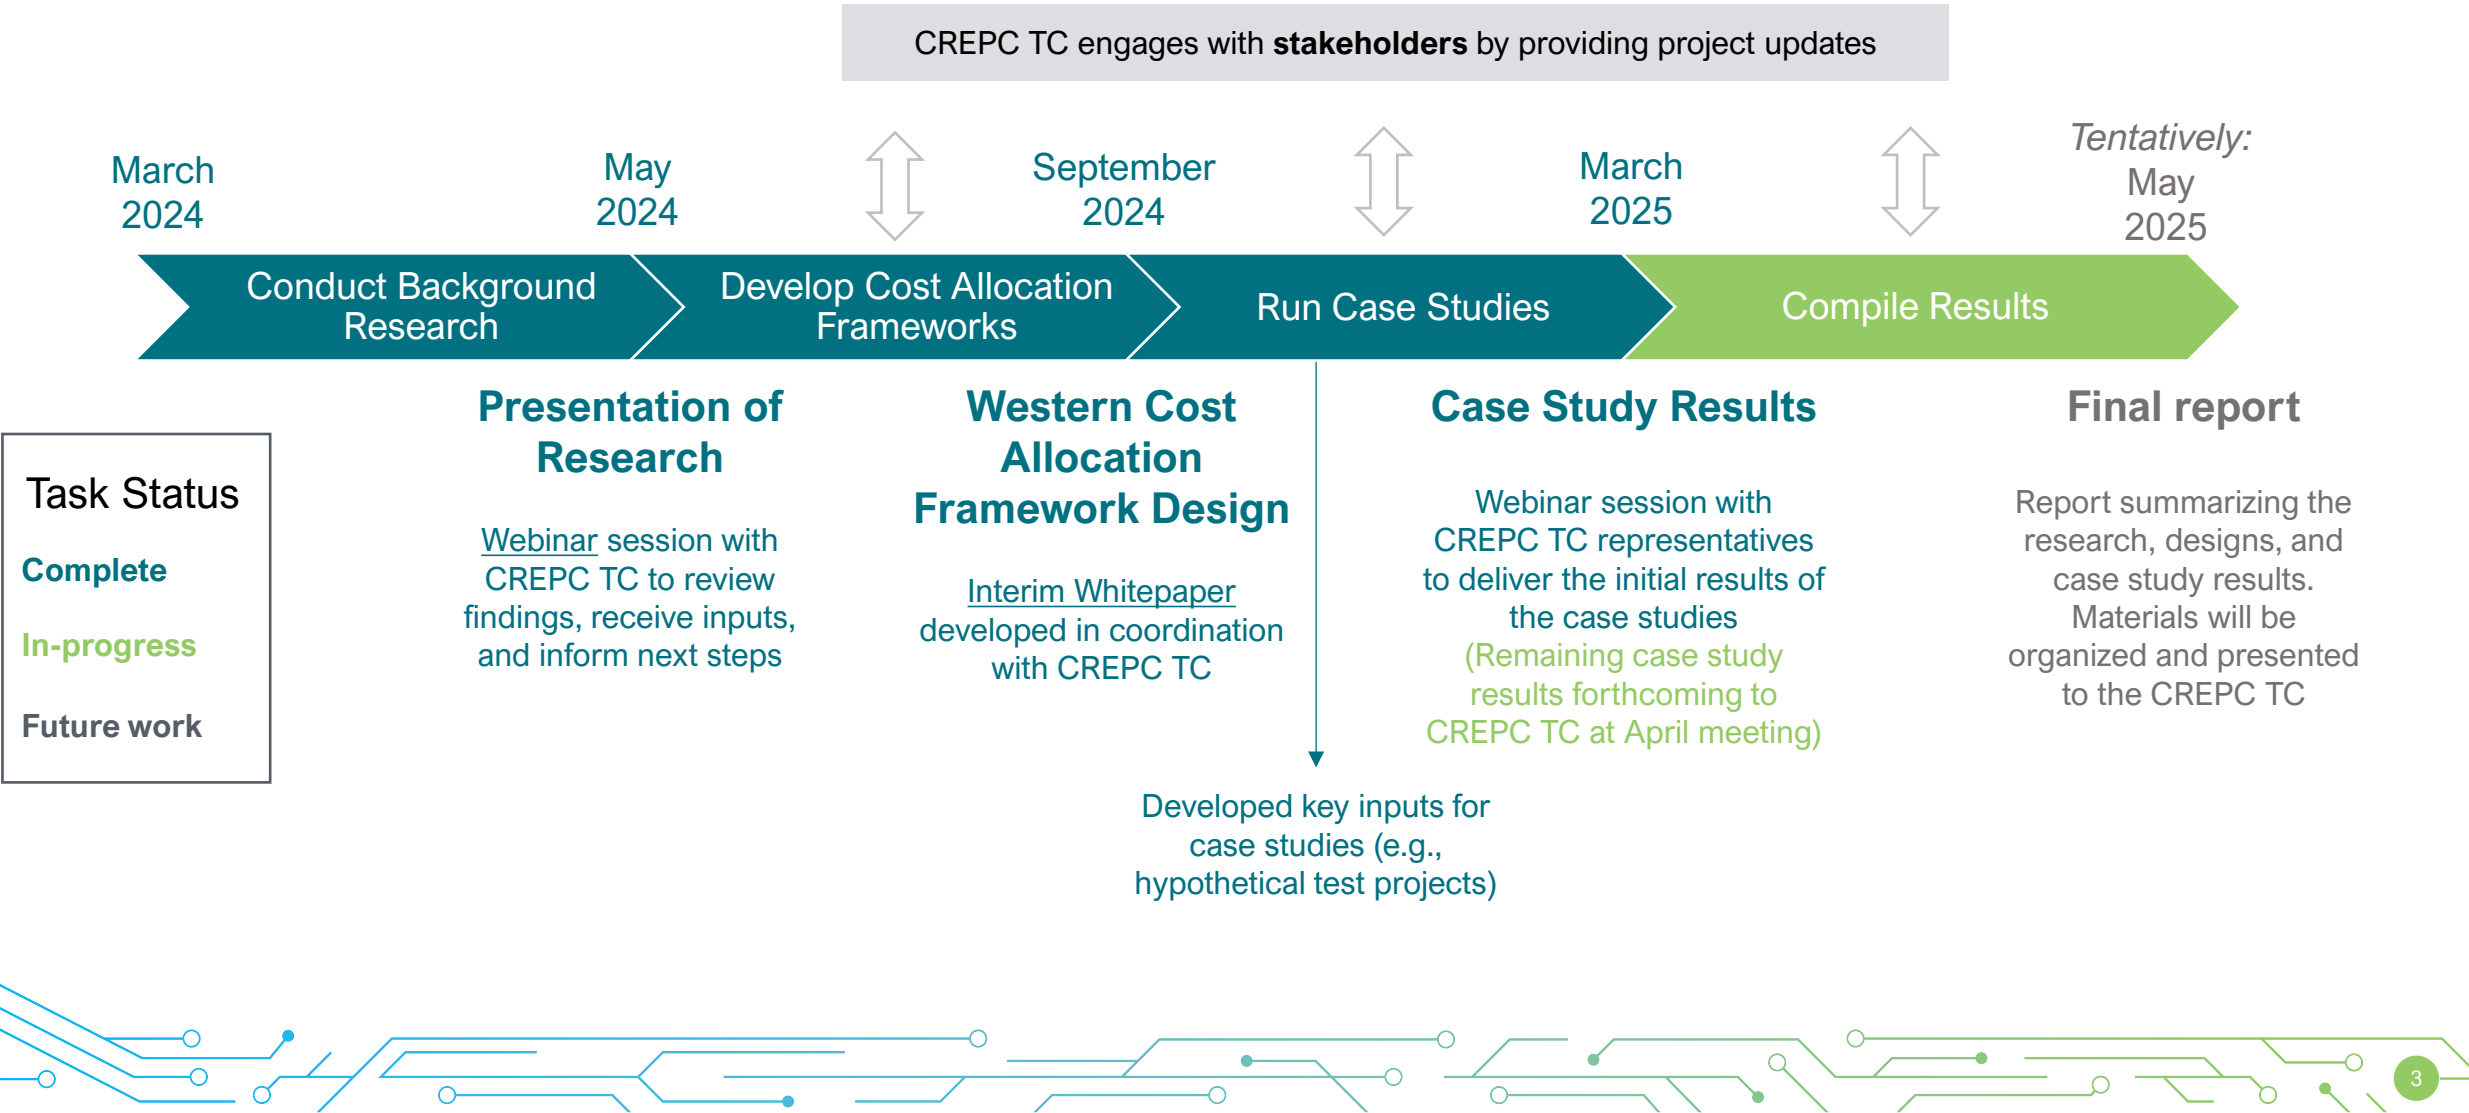 CREPC TC engages with stakeholders by providing project updates
March
2024
May
2024
September
2024
March
2025
Tentatively:
May
2025
Conduct Background
Research
Develop Cost Allocation
Frameworks
Run Case Studies
Compile Results
Presentation of
Research
Webinar session with
CREPC TC to review
findings, receive inputs,
and inform next steps
Western Cost
Allocation
Framework Design
Interim Whitepaper
developed in coordination
with CREPC TC
Developed key inputs for
case studies (e.g.,
hypothetical test projects)
Case Study Results
Webinar session with
CREPC TC representatives
to deliver the initial results of
the case studies
(Remaining case study
results forthcoming to
CREPC TC at April meeting)
Final report
Report summarizing the
research, designs, and
case study results.
Materials will be
organized and presented
to the CREPC TC
Task Status
Complete
In-progress
Future work
3